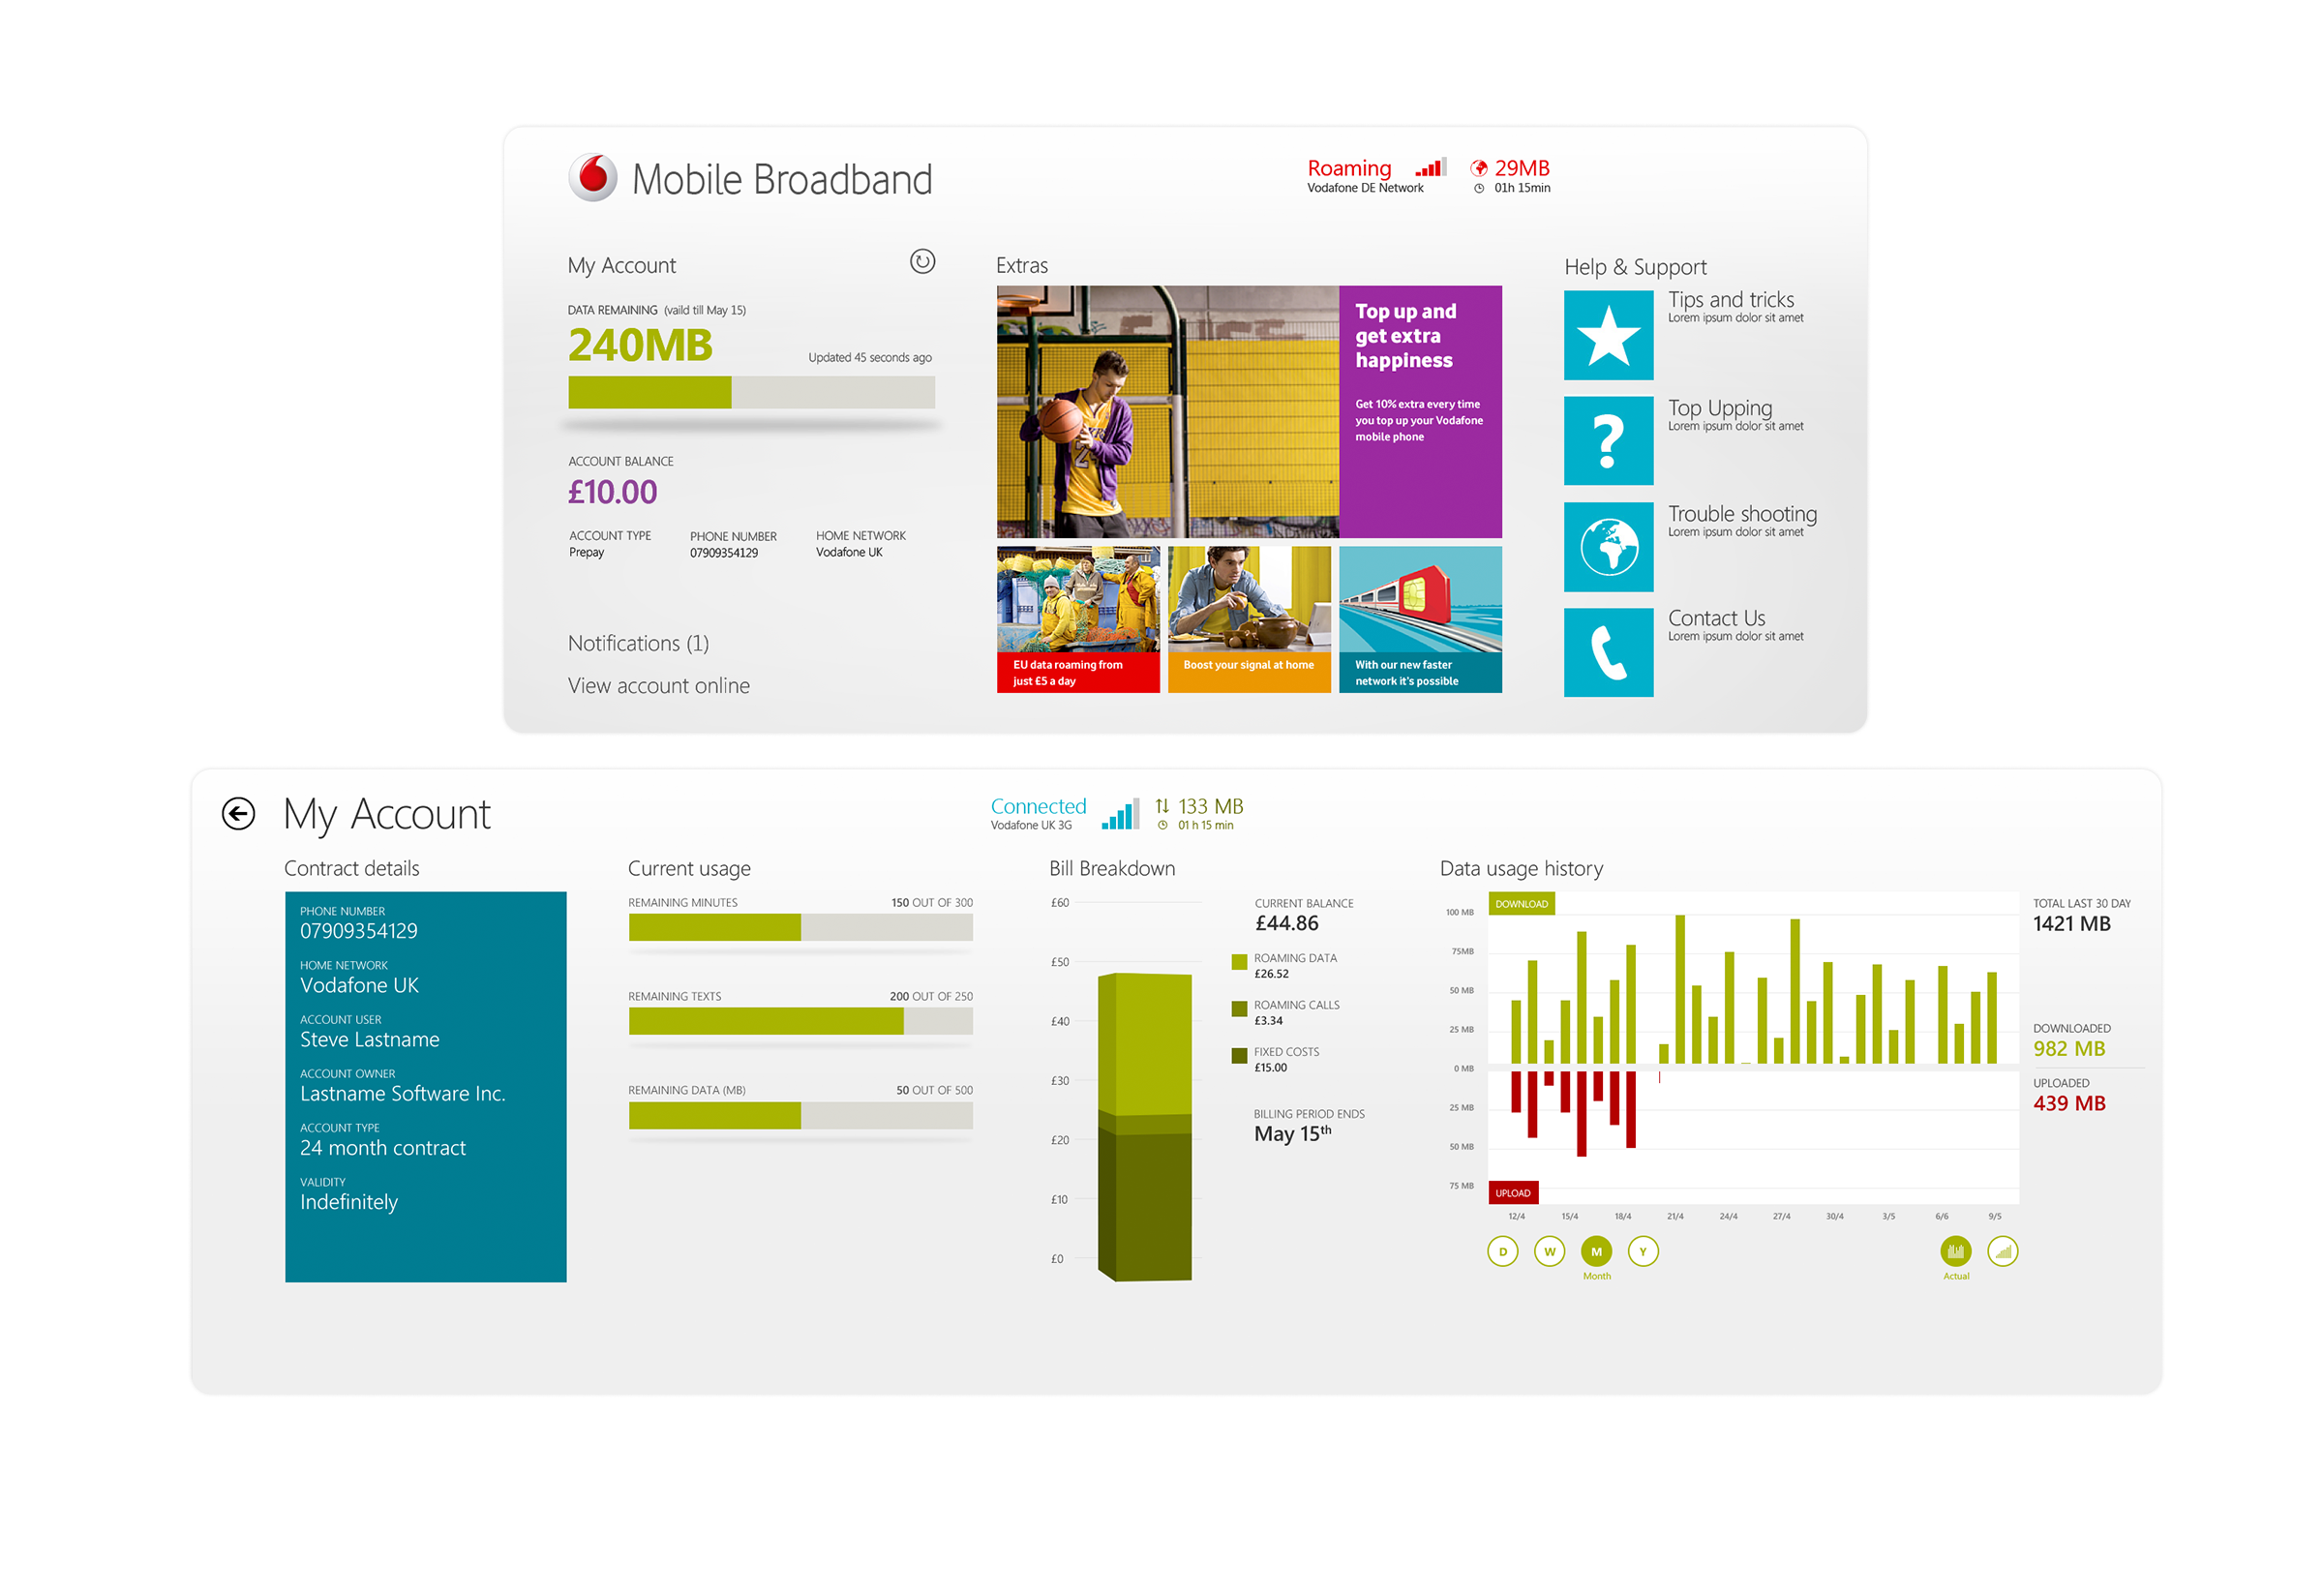 Mobile Broadband
Roaming
Vodafone DE Network
29MB
01h 15min
My Account
DATA REMAINING (vaild till May 15)
240MB
Updated 45 seconds ago
ACCOUNT BALANCE
£10.00
ACCOUNT TYPE
Prepay
PHONE NUMBER
07909354129
HOME NETWORK
Vodafone UK
Notifications (1)
View account online
Extras
Top up and
get extra
happiness
Get 10% extra every time
you top up your Vodafone
mobile phone
EU data roaming from
just £5 a day
Boost your signal at home
With our new faster
network it's possible
Help & Support
Tips and tricks
Lorem ipsum dolor sit amet
Top Upping
Lorem ipsum dolor sit amet
?
Trouble shooting
Lorem ipsum dolor sit amet
Contact Us
Lorem ipsum dolor sit amet
My Account
Connected
Vodafone UK 3G
133 MB
01 h 15 min
Contract details
PHONE NUMBER
07909354129
HOME NETWORK
Vodafone UK
ACCOUNT USER
Steve Lastname
ACCOUNT OWNER
Lastname Software Inc.
ACCOUNT TYPE
24 month contract
VALIDITY
Indefinitely
Current usage
REMAINING MINUTES 150 OUT OF 300
REMAINING TEXTS 200 OUT OF 250
REMAINING DATA (MB) 50 OUT OF 500
Bill Breakdown
£60
£50
£40
£30
£20
£10
£0
CURRENT BALANCE
£44.86
ROAMING DATA
£26.52
ROAMING CALLS
£3.34
FIXED COSTS
£15.00
BILLING PERIOD ENDS
May 15th
Data usage history
DOWNLOAD
100 MB
75MB
50 MB
25 MB
0 MB
25 MB
50 MB
75 MB
UPLOAD
12/4 15/4 18/4 21/4 24/4 27/4 30/4 3/5 6/6 9/5
D W M Y
Month
Actual
TOTAL LAST 30 DAY
1421 MB
DOWNLOADED
982 MB
UPLOADED
439 MB